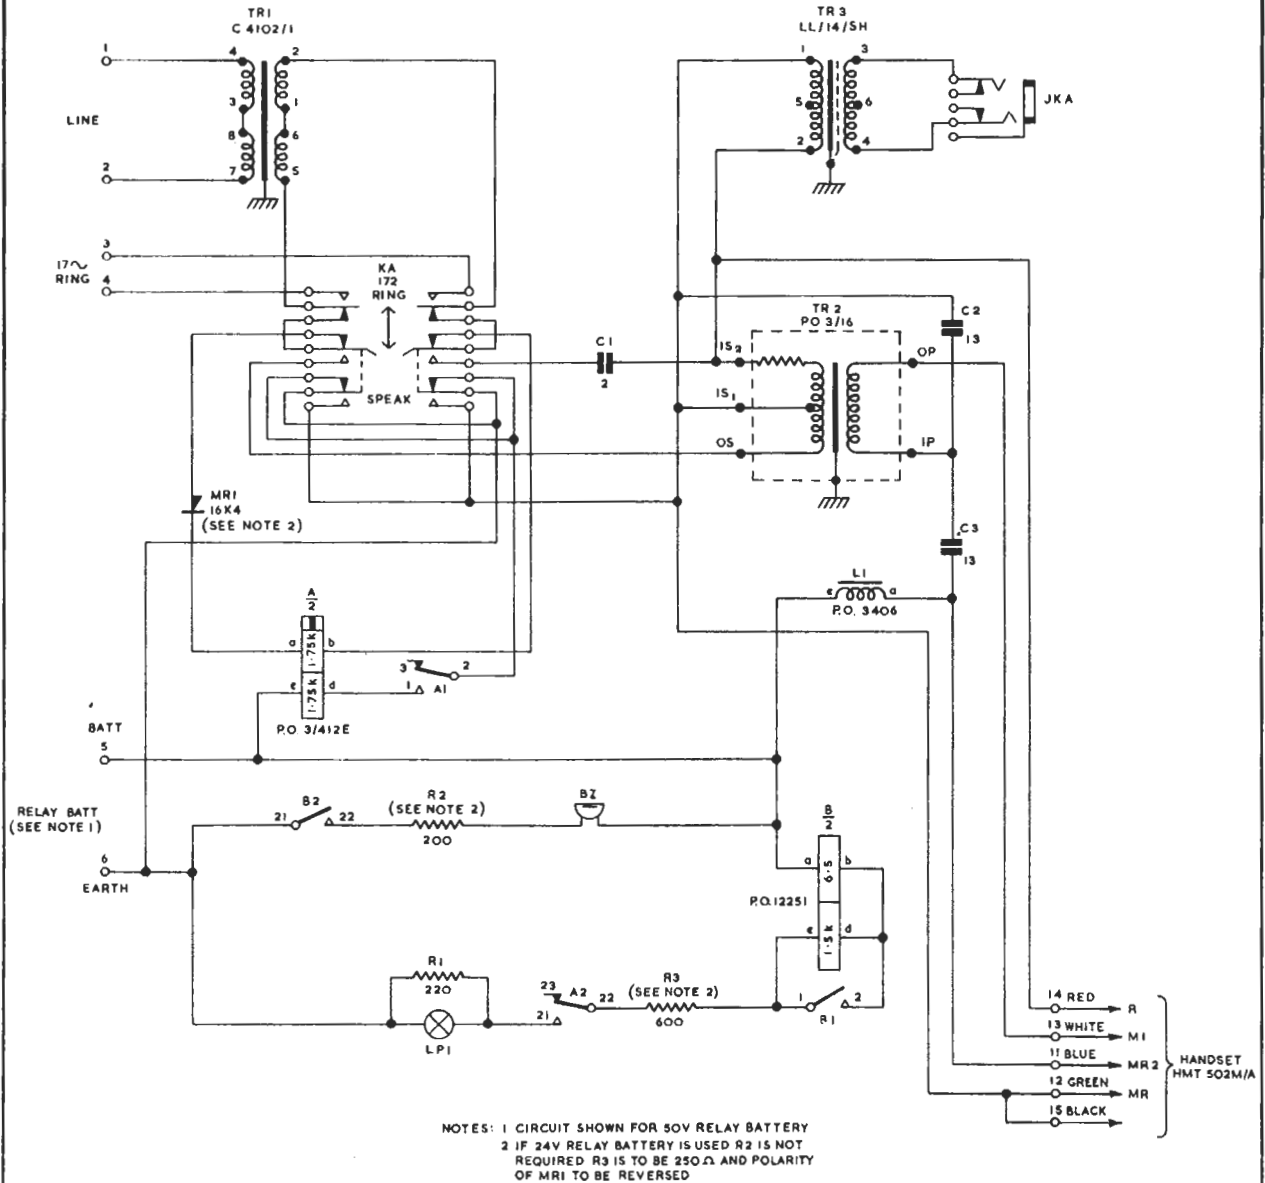 TR1
C 4102/1
TR3
LL/14/SH
1
4
2
3
1
8
6
7
5
LINE
2
1
3
5
6
2
4
JKA
3
17~
RING
4
KA
172
RING
SPEAK
C1
2
IS2
IS1
OS
TR2
PO 3/16
OP
IP
C2
13
C3
13
MR1
16K4
(SEE NOTE 2)
L1
e
a
P.O. 3406
A
2
a
1·75k
b
e
1·75k
d
P.O. 3/412E
3
2
1
A1
BATT
5
RELAY BATT
(SEE NOTE 1)
6
EARTH
B2
21
22
R2
(SEE NOTE 2)
200
BZ
B
2
a
6·5
b
P.O.12251
e
1·5k
d
R1
220
LP1
23
A2
22
21
R3
(SEE NOTE 2)
600
1
2
B1
14 RED
R
13 WHITE
M1
11 BLUE
MR2
12 GREEN
MR
15 BLACK
HANDSET
HMT 502M/A
NOTES: 1 CIRCUIT SHOWN FOR 50V RELAY BATTERY
2 IF 24V RELAY BATTERY IS USED R2 IS NOT
REQUIRED R3 IS TO BE 250Ω AND POLARITY
OF MR1 TO BE REVERSED